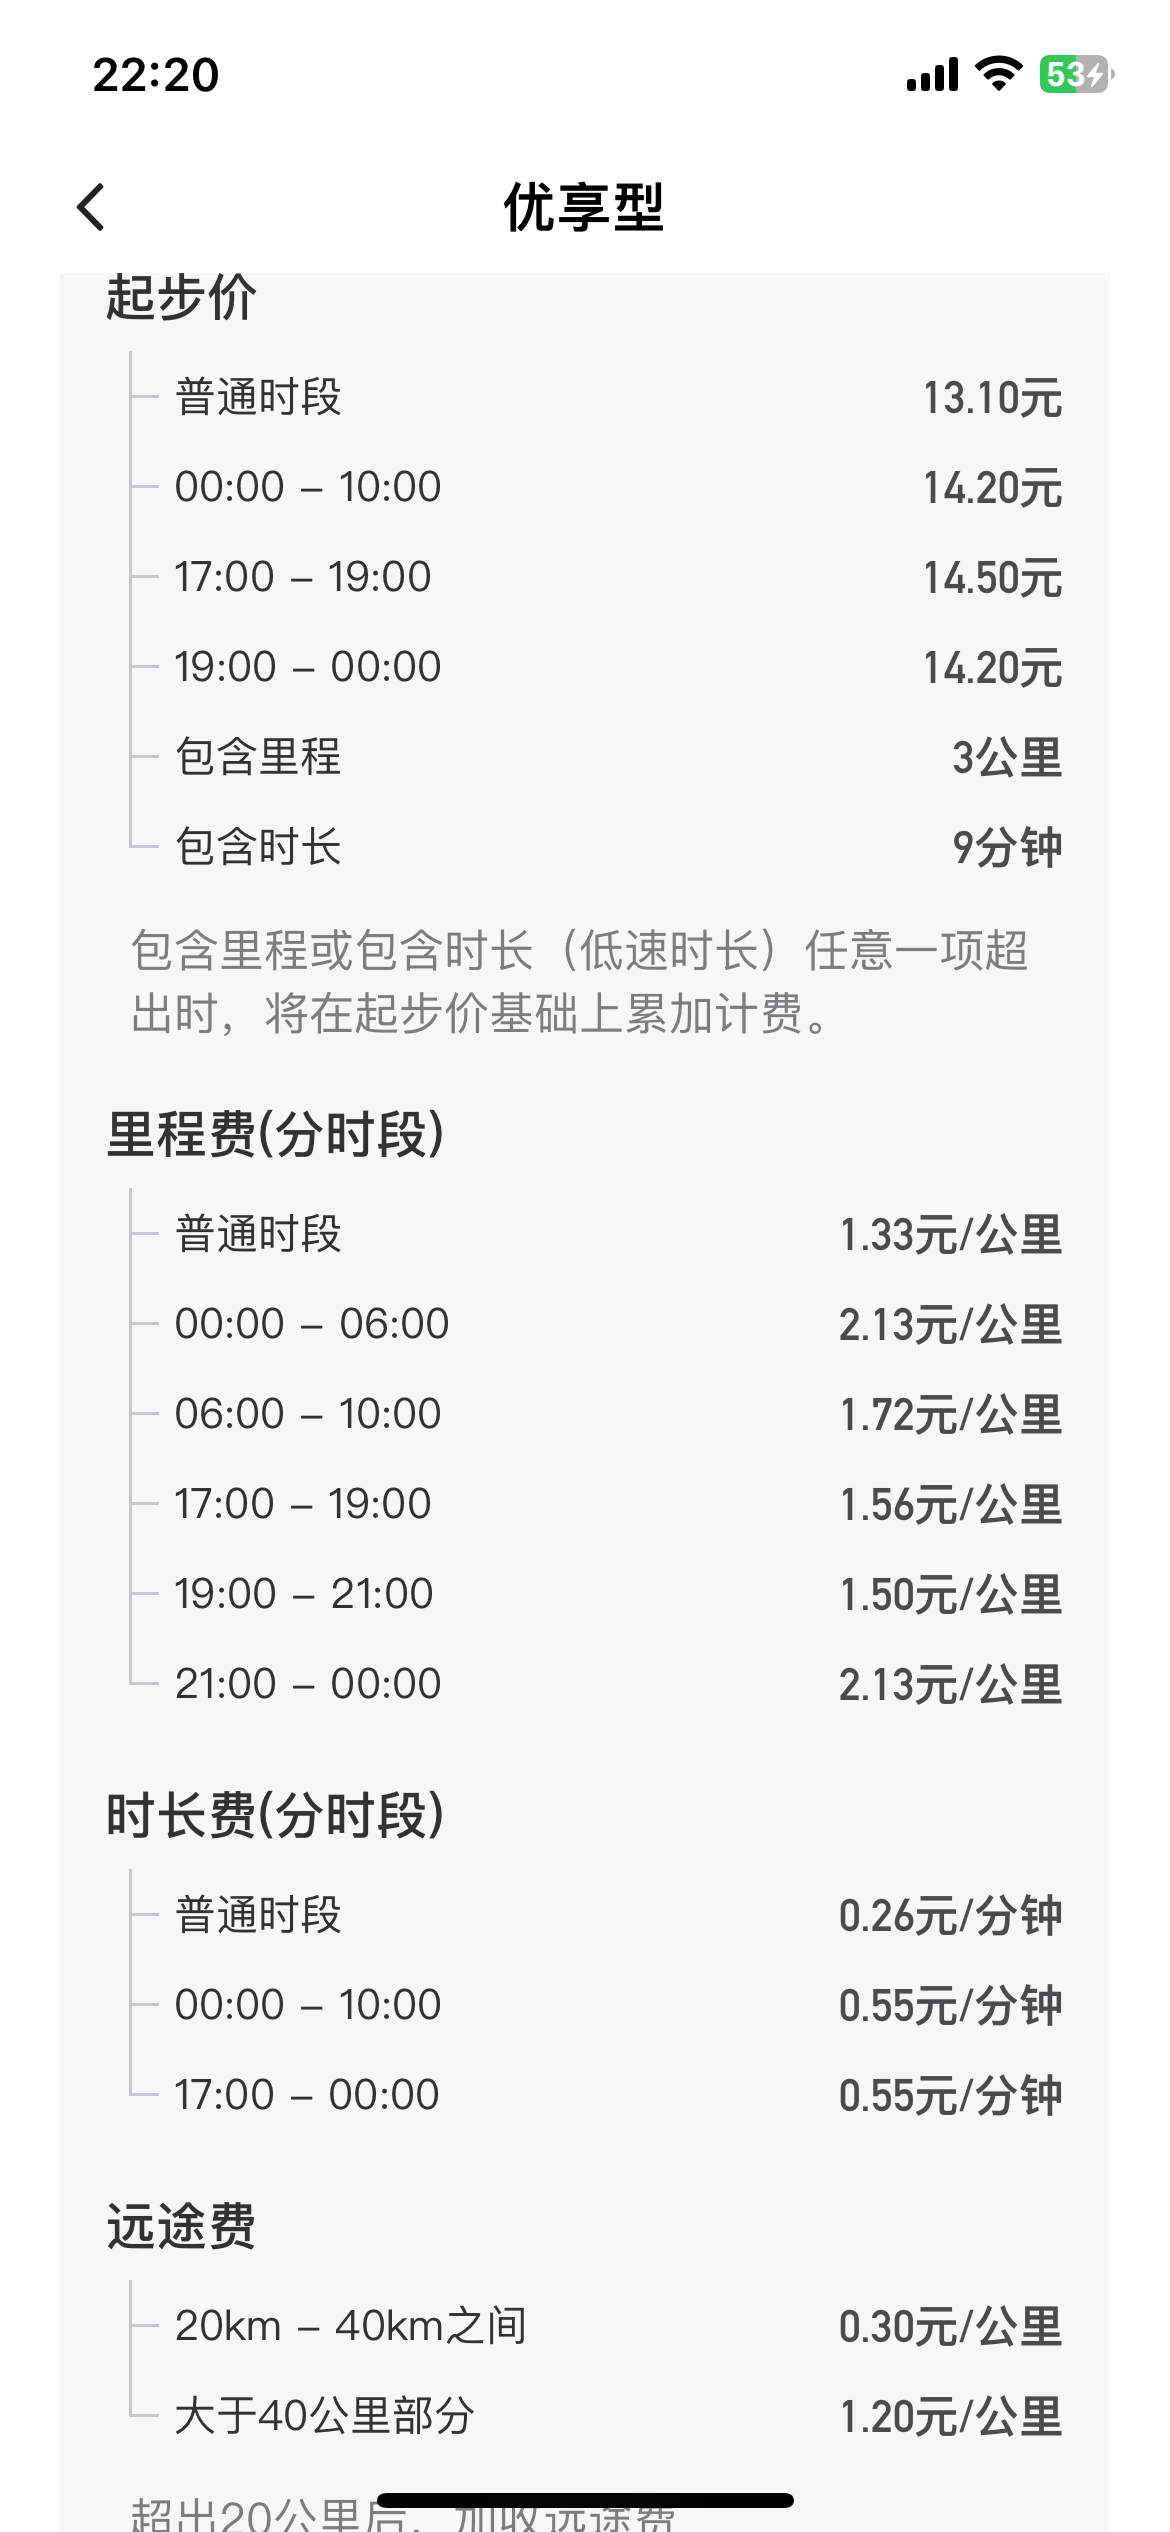 22:20
53
优享型
起步价
普通时段 13.10元
00:00 – 10:00 14.20元
17:00 – 19:00 14.50元
19:00 – 00:00 14.20元
包含里程 3公里
包含时长 9分钟
包含里程或包含时长（低速时长）任意一项超
出时，将在起步价基础上累加计费。
里程费(分时段)
普通时段 1.33元/公里
00:00 – 06:00 2.13元/公里
06:00 – 10:00 1.72元/公里
17:00 – 19:00 1.56元/公里
19:00 – 21:00 1.50元/公里
21:00 – 00:00 2.13元/公里
时长费(分时段)
普通时段 0.26元/分钟
00:00 – 10:00 0.55元/分钟
17:00 – 00:00 0.55元/分钟
远途费
20km – 40km之间 0.30元/公里
大于40公里部分 1.20元/公里
超出20公里后，加收远途费